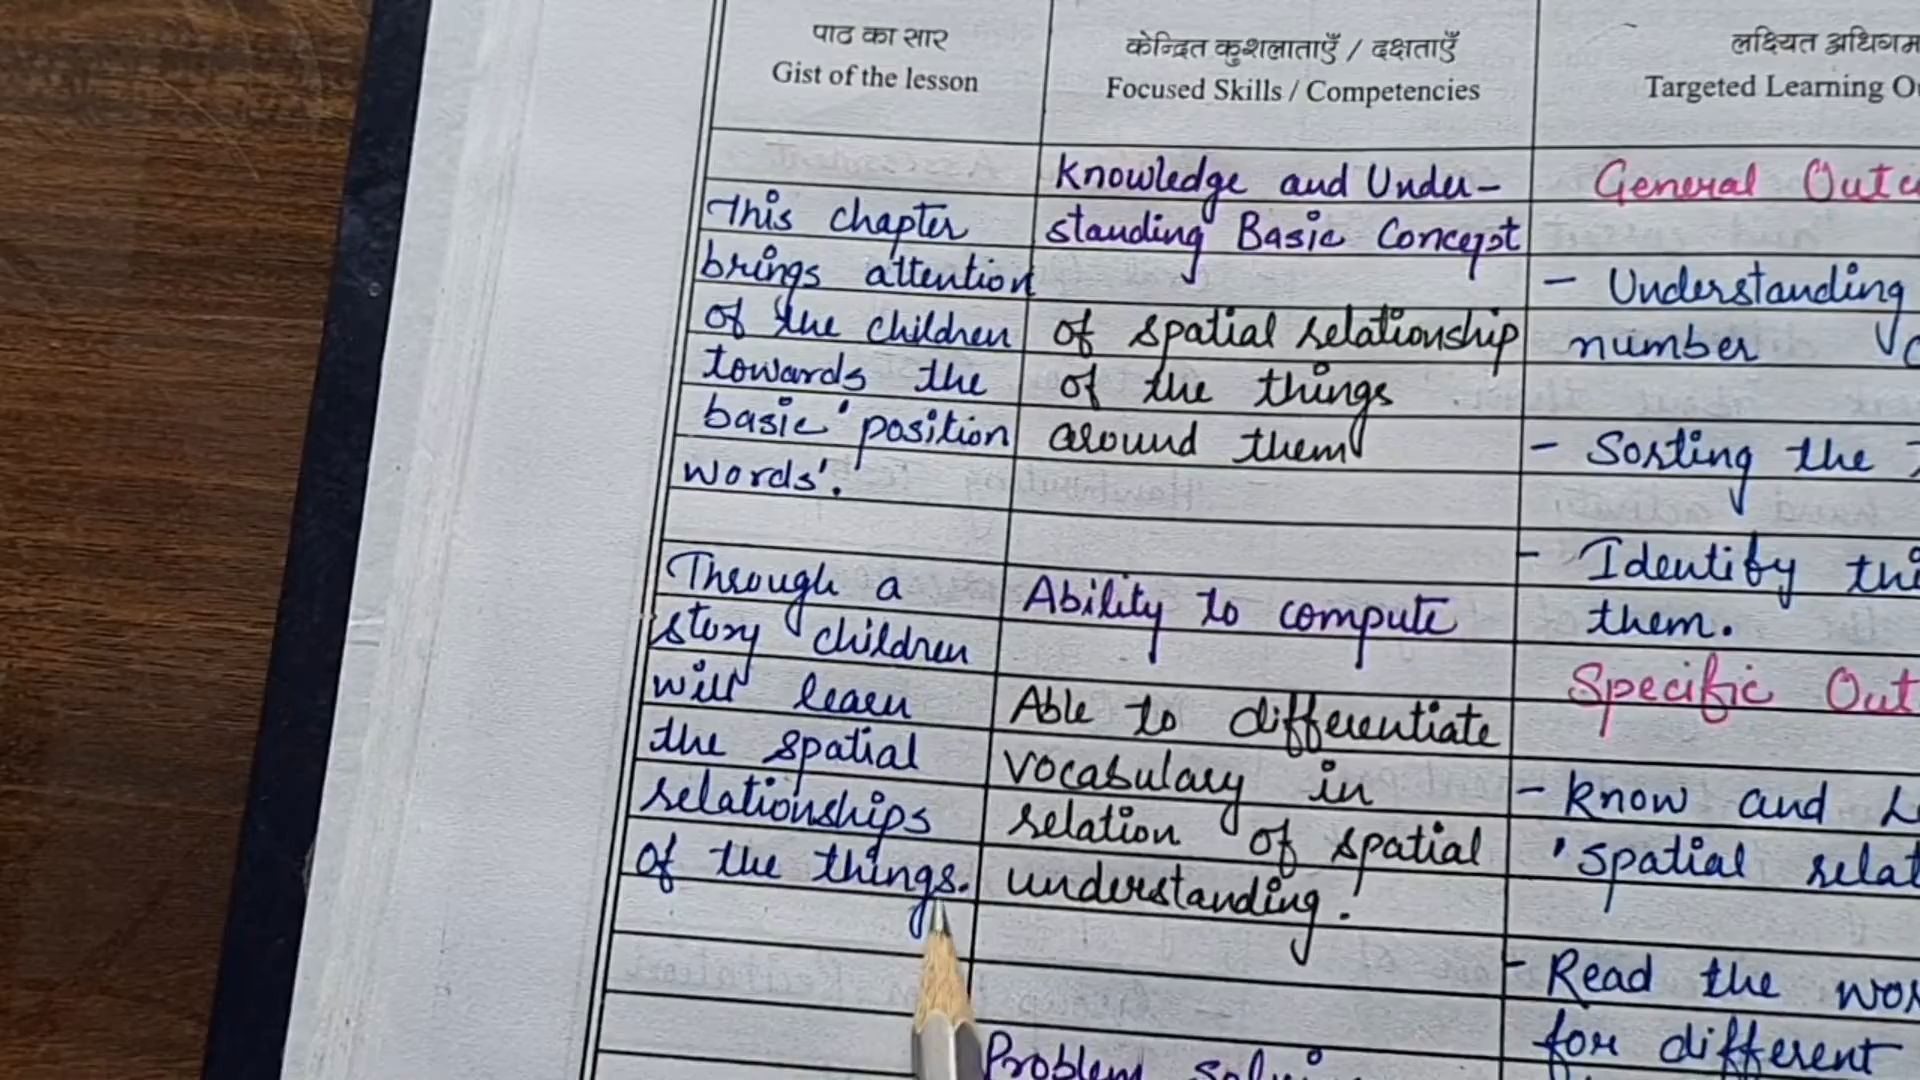 पाठ का सार
Gist of the lesson
This chapter
brings attention
of the children
towards the
basic 'position
words'.
Through a
story children
will learn
the spatial
relationships
of the things.
केन्द्रित कुशलाताएँ / दक्षताएँ
Focused Skills / Competencies
Knowledge and Under-
standing Basic Concept
of spatial relationship
of the things
around them
Ability to compute
Able to differentiate
vocabulary in
relation of spatial
understanding.
Problem
लक्ष्यित अधिगम
Targeted Learning
General
- Understanding
number
- Sorting the
- Identify
them.
Specific
- Know and
'spatial
- Read the
for different